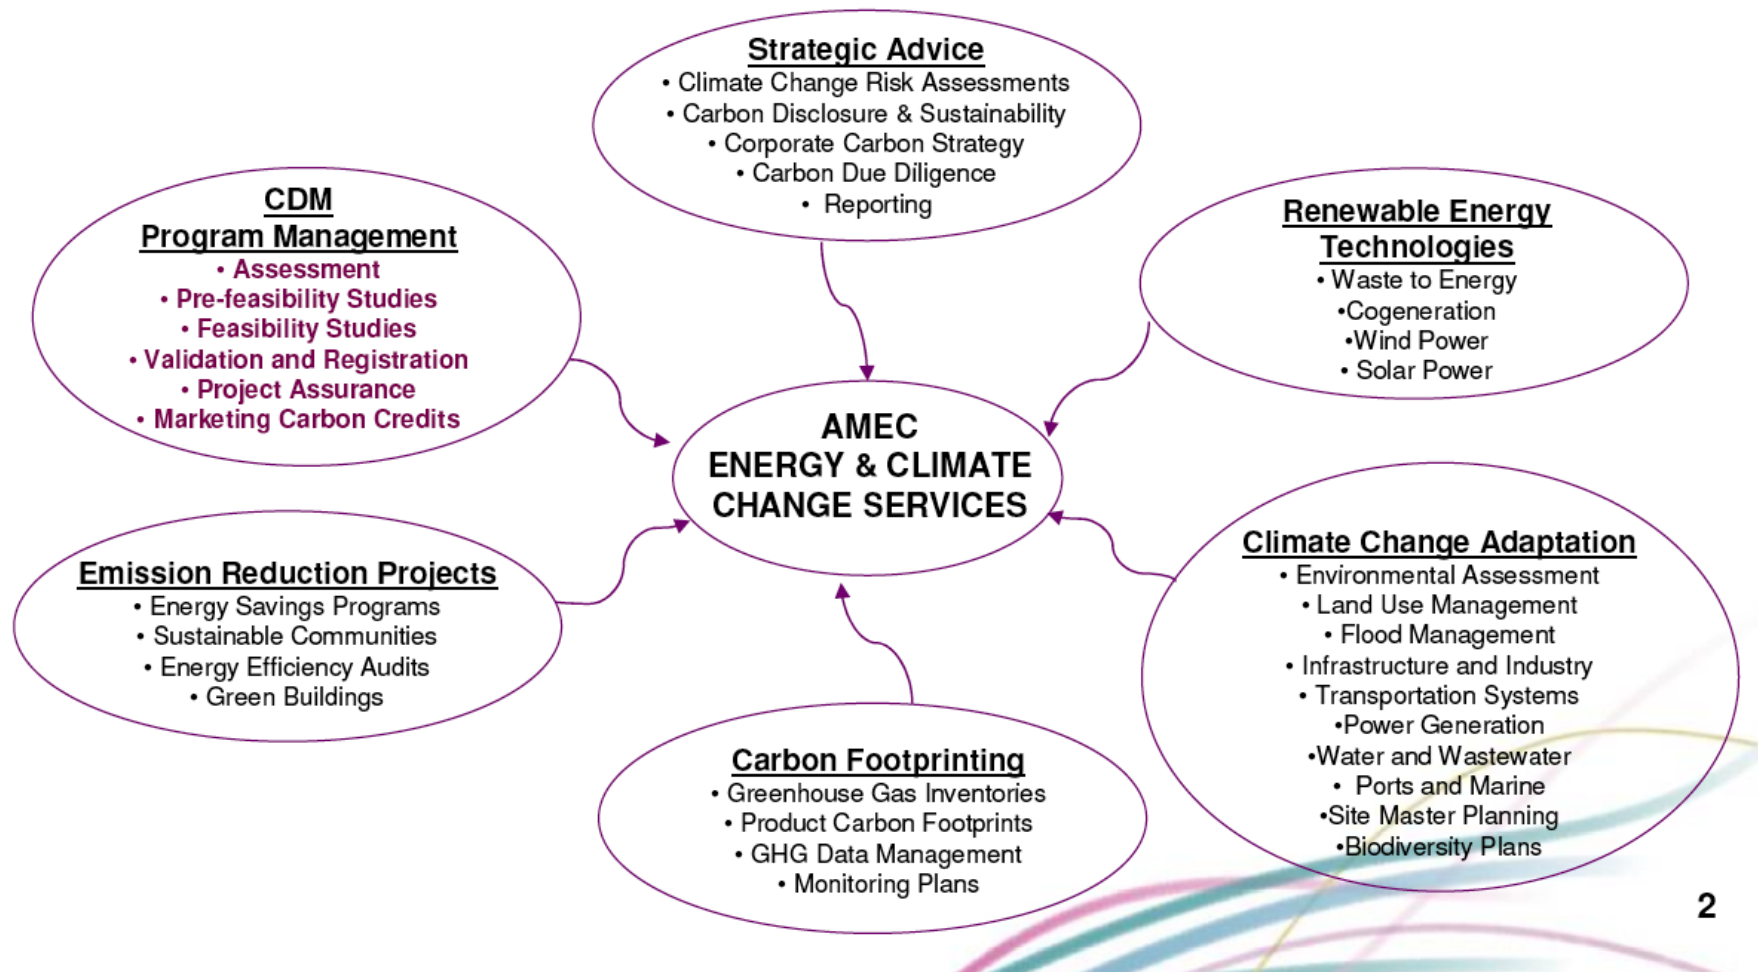 Strategic Advice
• Climate Change Risk Assessments
• Carbon Disclosure & Sustainability
• Corporate Carbon Strategy
• Carbon Due Diligence
• Reporting
CDM
Program Management
• Assessment
• Pre-feasibility Studies
• Feasibility Studies
• Validation and Registration
• Project Assurance
• Marketing Carbon Credits
Renewable Energy
Technologies
• Waste to Energy
•Cogeneration
•Wind Power
• Solar Power
AMEC
ENERGY & CLIMATE
CHANGE SERVICES
Emission Reduction Projects
• Energy Savings Programs
• Sustainable Communities
• Energy Efficiency Audits
• Green Buildings
Climate Change Adaptation
• Environmental Assessment
• Land Use Management
• Flood Management
• Infrastructure and Industry
• Transportation Systems
•Power Generation
•Water and Wastewater
• Ports and Marine
•Site Master Planning
•Biodiversity Plans
Carbon Footprinting
• Greenhouse Gas Inventories
• Product Carbon Footprints
• GHG Data Management
• Monitoring Plans
2